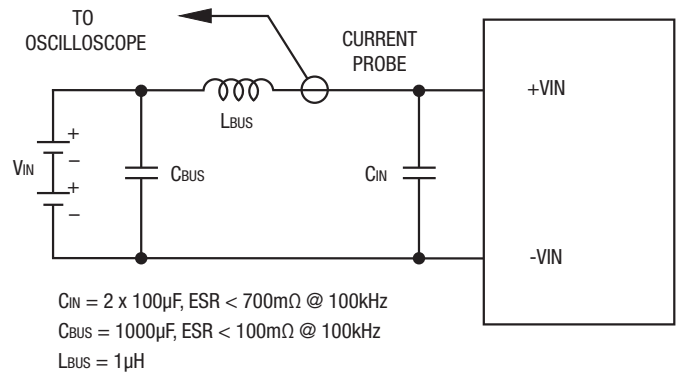 TO
OSCILLOSCOPE
CURRENT
PROBE
+VIN
LBUS
+
−
VIN
+
−
CBUS
CIN
-VIN
CIN = 2 x 100µF, ESR < 700mΩ @ 100kHz
CBUS = 1000µF, ESR < 100mΩ @ 100kHz
LBUS = 1µH